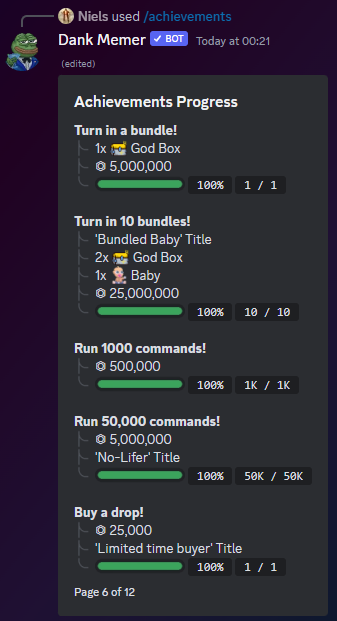 Niels used /achievements
Dank Memer ✓ BOT Today at 00:21
(edited)
Achievements Progress
Turn in a bundle!
1x God Box
5,000,000
100% 1 / 1
Turn in 10 bundles!
'Bundled Baby' Title
2x God Box
1x Baby
25,000,000
100% 10 / 10
Run 1000 commands!
500,000
100% 1K / 1K
Run 50,000 commands!
5,000,000
'No-Lifer' Title
100% 50K / 50K
Buy a drop!
25,000
'Limited time buyer' Title
100% 1 / 1
Page 6 of 12